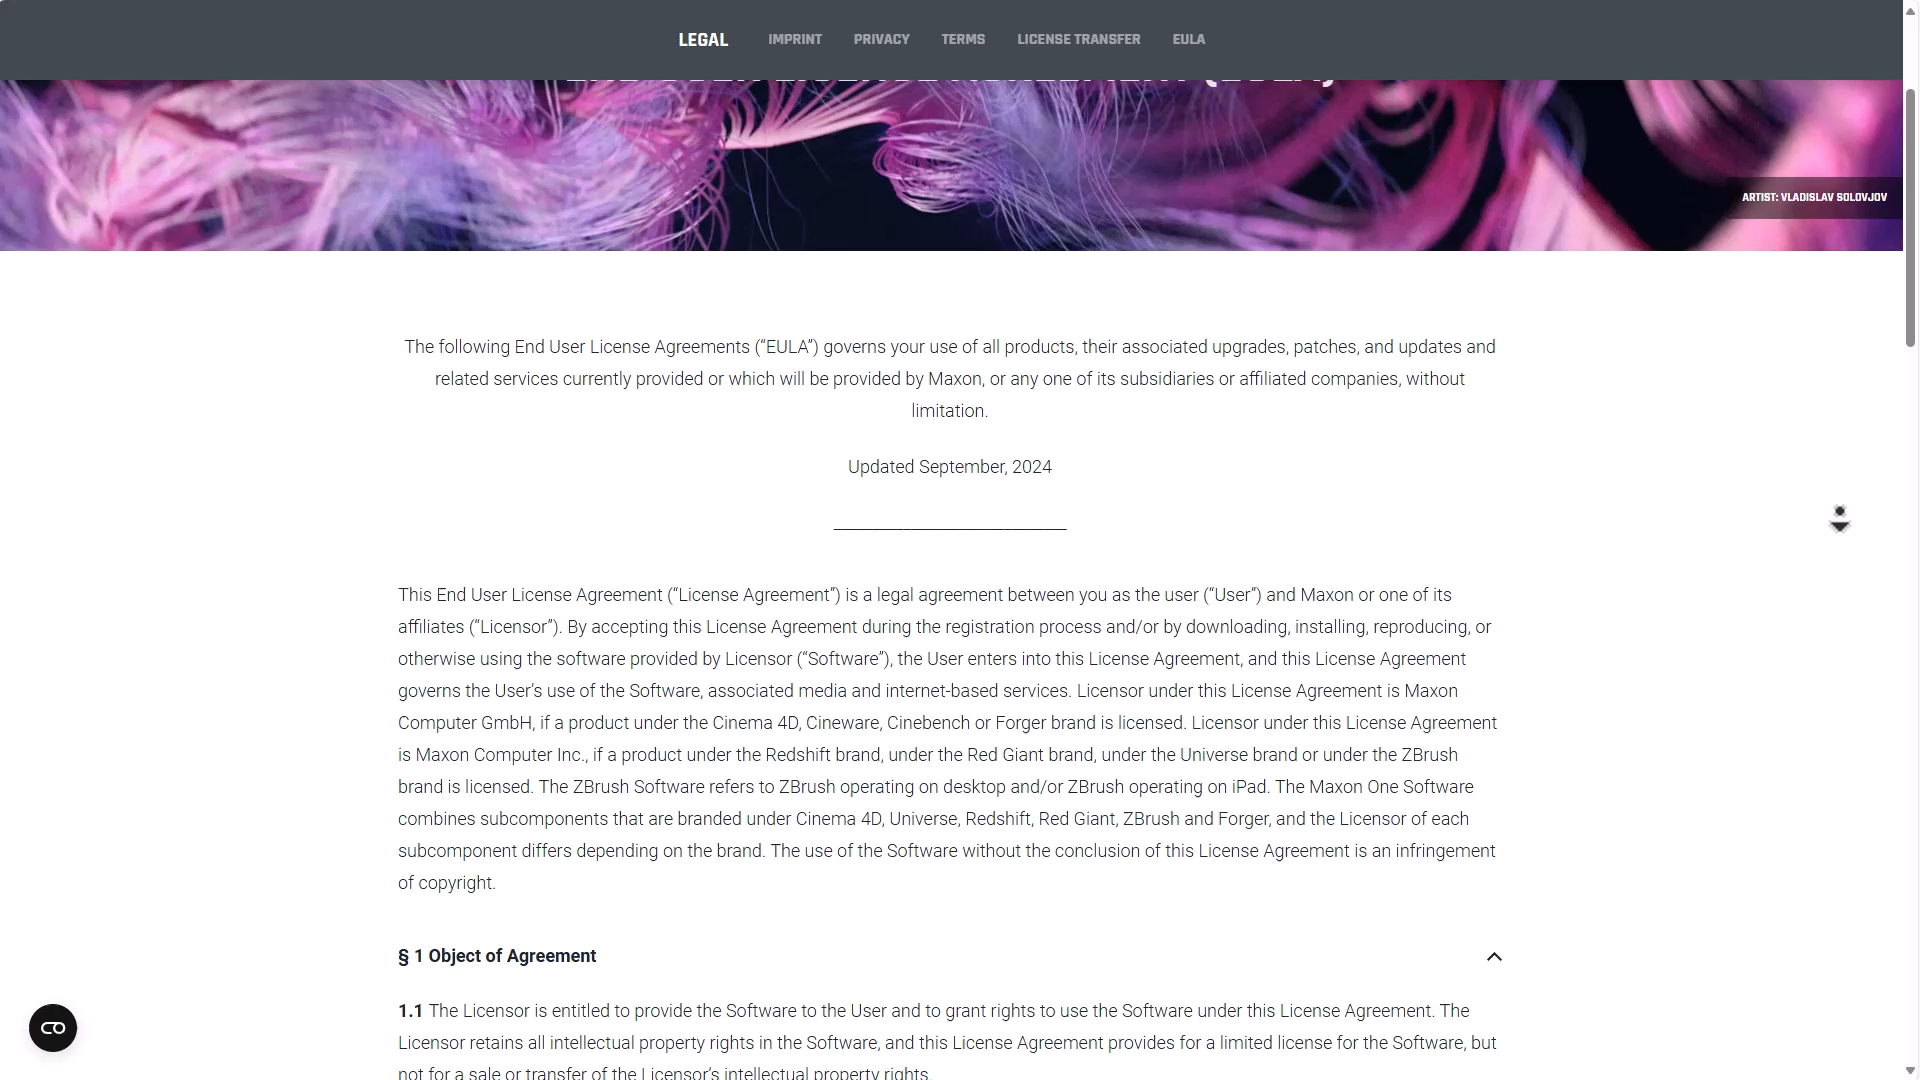 LEGAL IMPRINT PRIVACY TERMS LICENSE TRANSFER EULA
ARTIST: VLADISLAV SOLOVJOV
The following End User License Agreements (“EULA”) governs your use of all products, their associated upgrades, patches, and updates and
related services currently provided or which will be provided by Maxon, or any one of its subsidiaries or affiliated companies, without
limitation.
Updated September, 2024
This End User License Agreement (“License Agreement”) is a legal agreement between you as the user (“User”) and Maxon or one of its
affiliates (“Licensor”). By accepting this License Agreement during the registration process and/or by downloading, installing, reproducing, or
otherwise using the software provided by Licensor (“Software”), the User enters into this License Agreement, and this License Agreement
governs the User’s use of the Software, associated media and internet-based services. Licensor under this License Agreement is Maxon
Computer GmbH, if a product under the Cinema 4D, Cineware, Cinebench or Forger brand is licensed. Licensor under this License Agreement
is Maxon Computer Inc., if a product under the Redshift brand, under the Red Giant brand, under the Universe brand or under the ZBrush
brand is licensed. The ZBrush Software refers to ZBrush operating on desktop and/or ZBrush operating on iPad. The Maxon One Software
combines subcomponents that are branded under Cinema 4D, Universe, Redshift, Red Giant, ZBrush and Forger, and the Licensor of each
subcomponent differs depending on the brand. The use of the Software without the conclusion of this License Agreement is an infringement
of copyright.
§ 1 Object of Agreement
1.1 The Licensor is entitled to provide the Software to the User and to grant rights to use the Software under this License Agreement. The
Licensor retains all intellectual property rights in the Software, and this License Agreement provides for a limited license for the Software, but
not for a sale or transfer of the Licensor’s intellectual property rights.